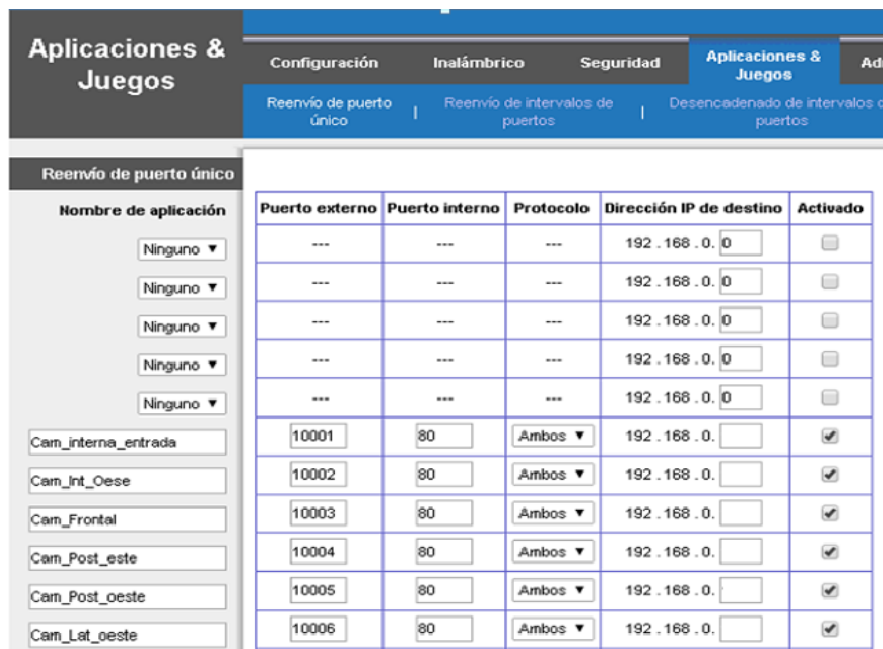 Aplicaciones &
Juegos
Configuración Inalámbrico Seguridad Aplicaciones & Juegos
Reenvío de puerto único | Reenvío de intervalos de puertos | Desencadenado de intervalos
puertos
Reenvío de puerto único
Nombre de aplicación Puerto externo Puerto interno Protocolo Dirección IP de destino Activado
Ninguno ▼ --- --- --- 192 . 168 . 0. 0
Ninguno ▼ --- --- --- 192 . 168 . 0. 0
Ninguno ▼ --- --- --- 192 . 168 . 0. 0
Ninguno ▼ --- --- --- 192 . 168 . 0. 0
Ninguno ▼ --- --- --- 192 . 168 . 0. 0
Cam_interna_entrada 10001 80 Ambos ▼ 192 . 168 . 0.
Cam_Int_Oese 10002 80 Ambos ▼ 192 . 168 . 0.
Cam_Frontal 10003 80 Ambos ▼ 192 . 168 . 0.
Cam_Post_este 10004 80 Ambos ▼ 192 . 168 . 0.
Cam_Post_oeste 10005 80 Ambos ▼ 192 . 168 . 0.
Cam_Lat_oeste 10006 80 Ambos ▼ 192 . 168 . 0.